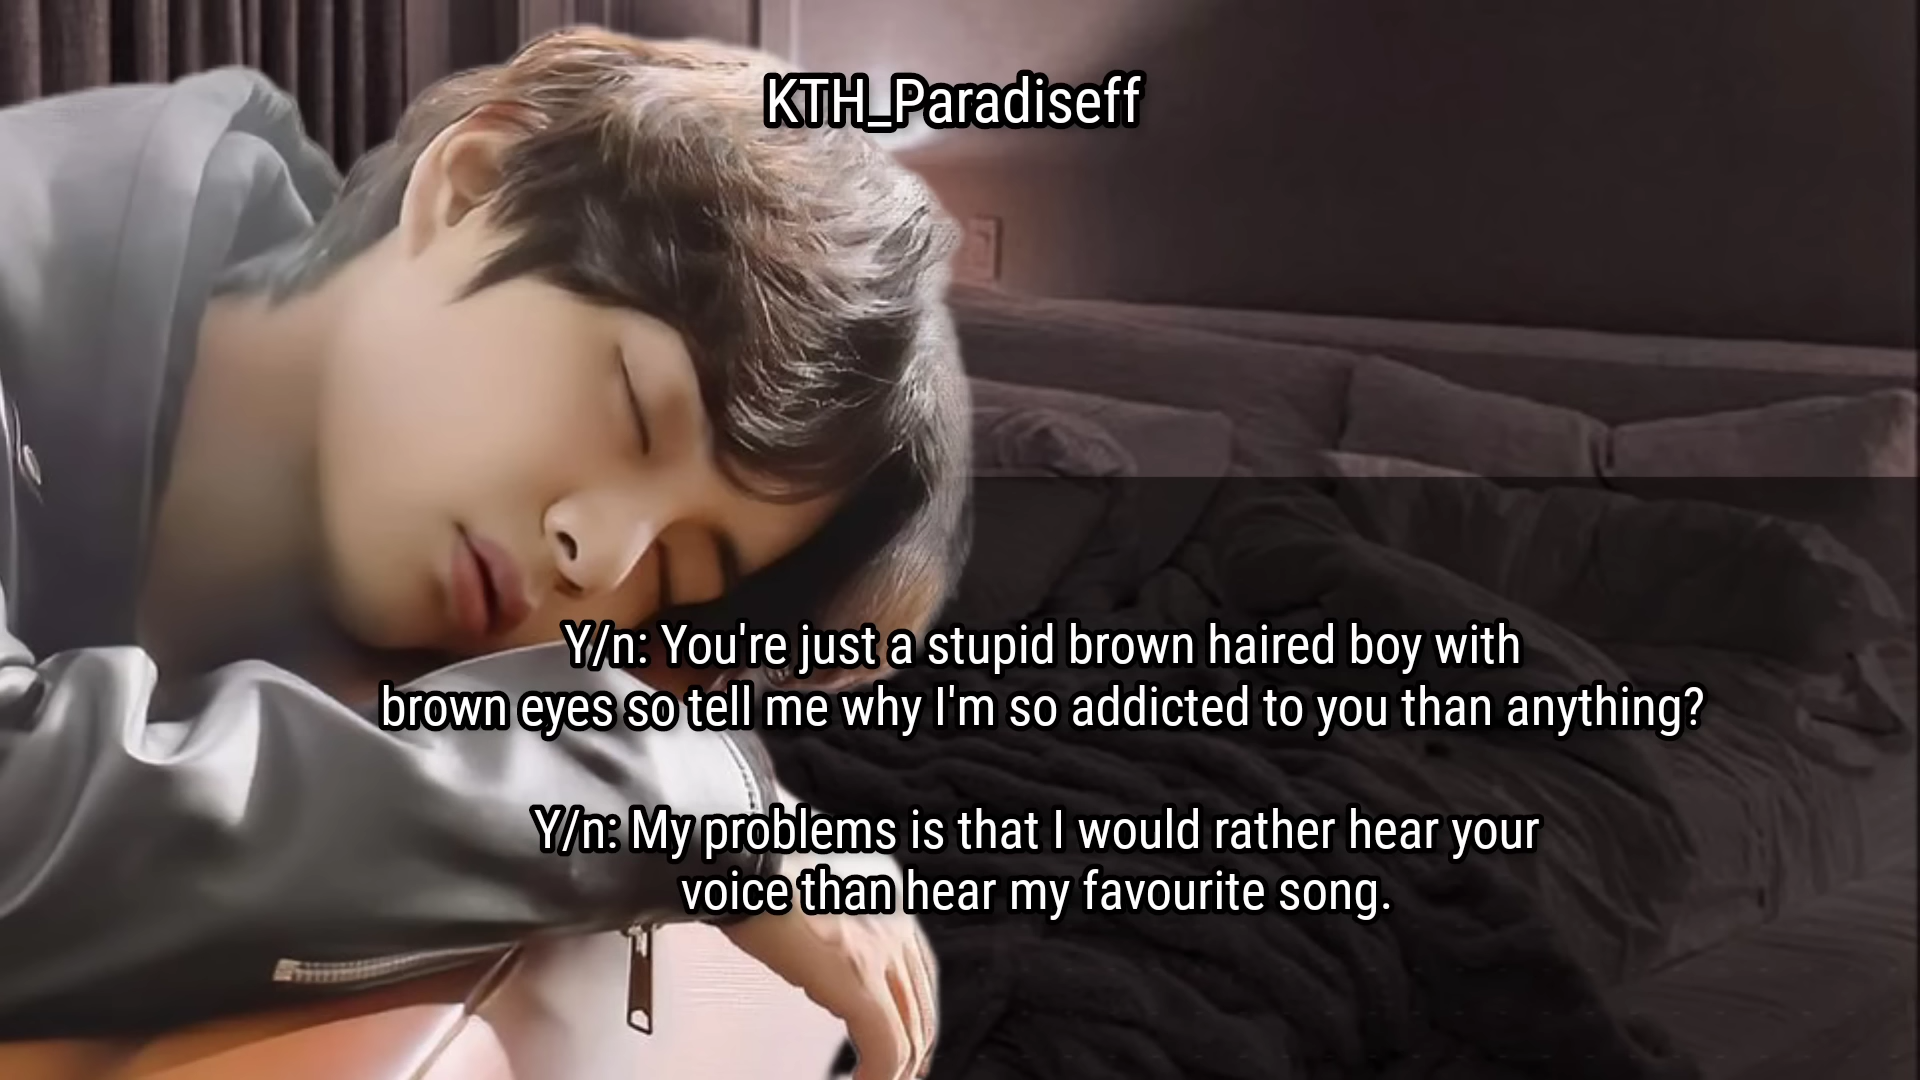 KTH_Paradiseff
Y/n: You're just a stupid brown haired boy with
brown eyes so tell me why I'm so addicted to you than anything?
Y/n: My problems is that I would rather hear your
voice than hear my favourite song.